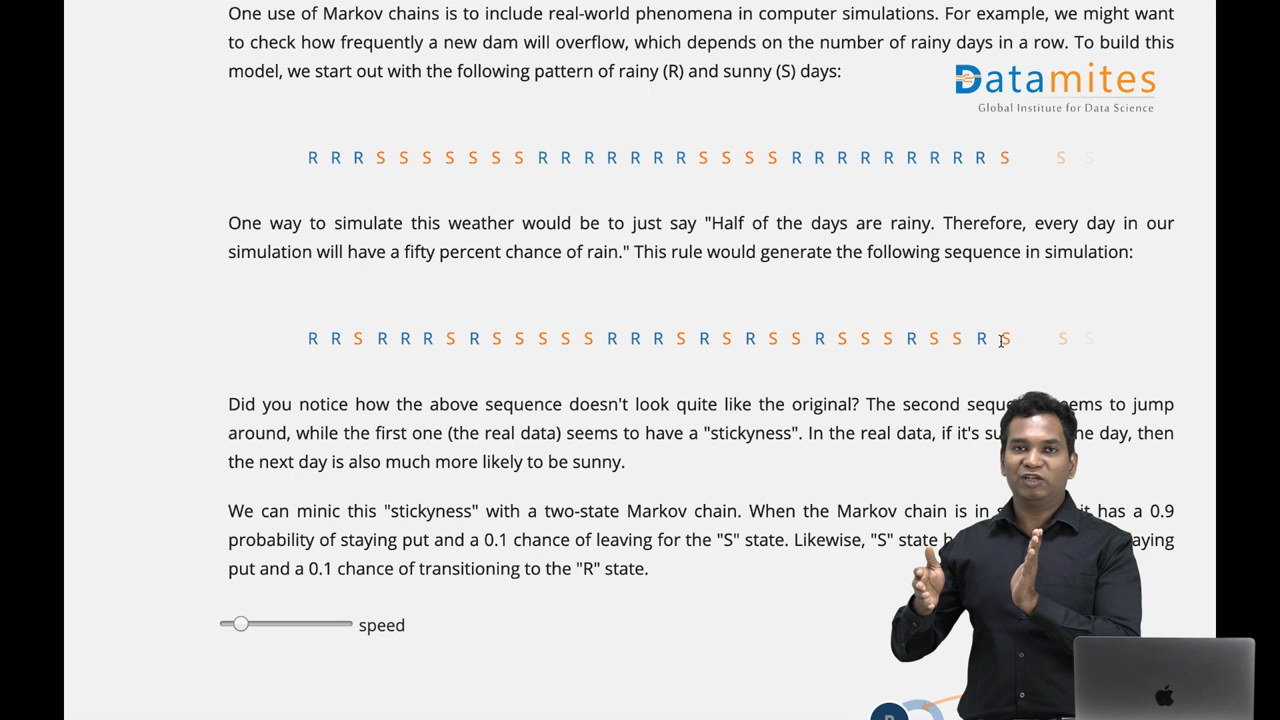 One use of Markov chains is to include real-world phenomena in computer simulations. For example, we might want
to check how frequently a new dam will overflow, which depends on the number of rainy days in a row. To build this
model, we start out with the following pattern of rainy (R) and sunny (S) days:
Datamites
Global Institute for Data Science
R R R S S S S S S S R R R R R R R S S S S R R R R R R R R R S S S
One way to simulate this weather would be to just say "Half of the days are rainy. Therefore, every day in our
simulation will have a fifty percent chance of rain." This rule would generate the following sequence in simulation:
R R S R R R S R S S S S S R R R S R S R S S R S S S R S S R S S S
Did you notice how the above sequence doesn't look quite like the original? The second to jump
around, while the first one (the real data) seems to have a "stickyness". In the real data, if it's day, then
the next day is also much more likely to be sunny.
We can minic this "stickyness" with a two-state Markov chain. When the Markov chain is in it has a 0.9
probability of staying put and a 0.1 chance of leaving for the "S" state. Likewise, "S" state
put and a 0.1 chance of transitioning to the "R" state.
speed